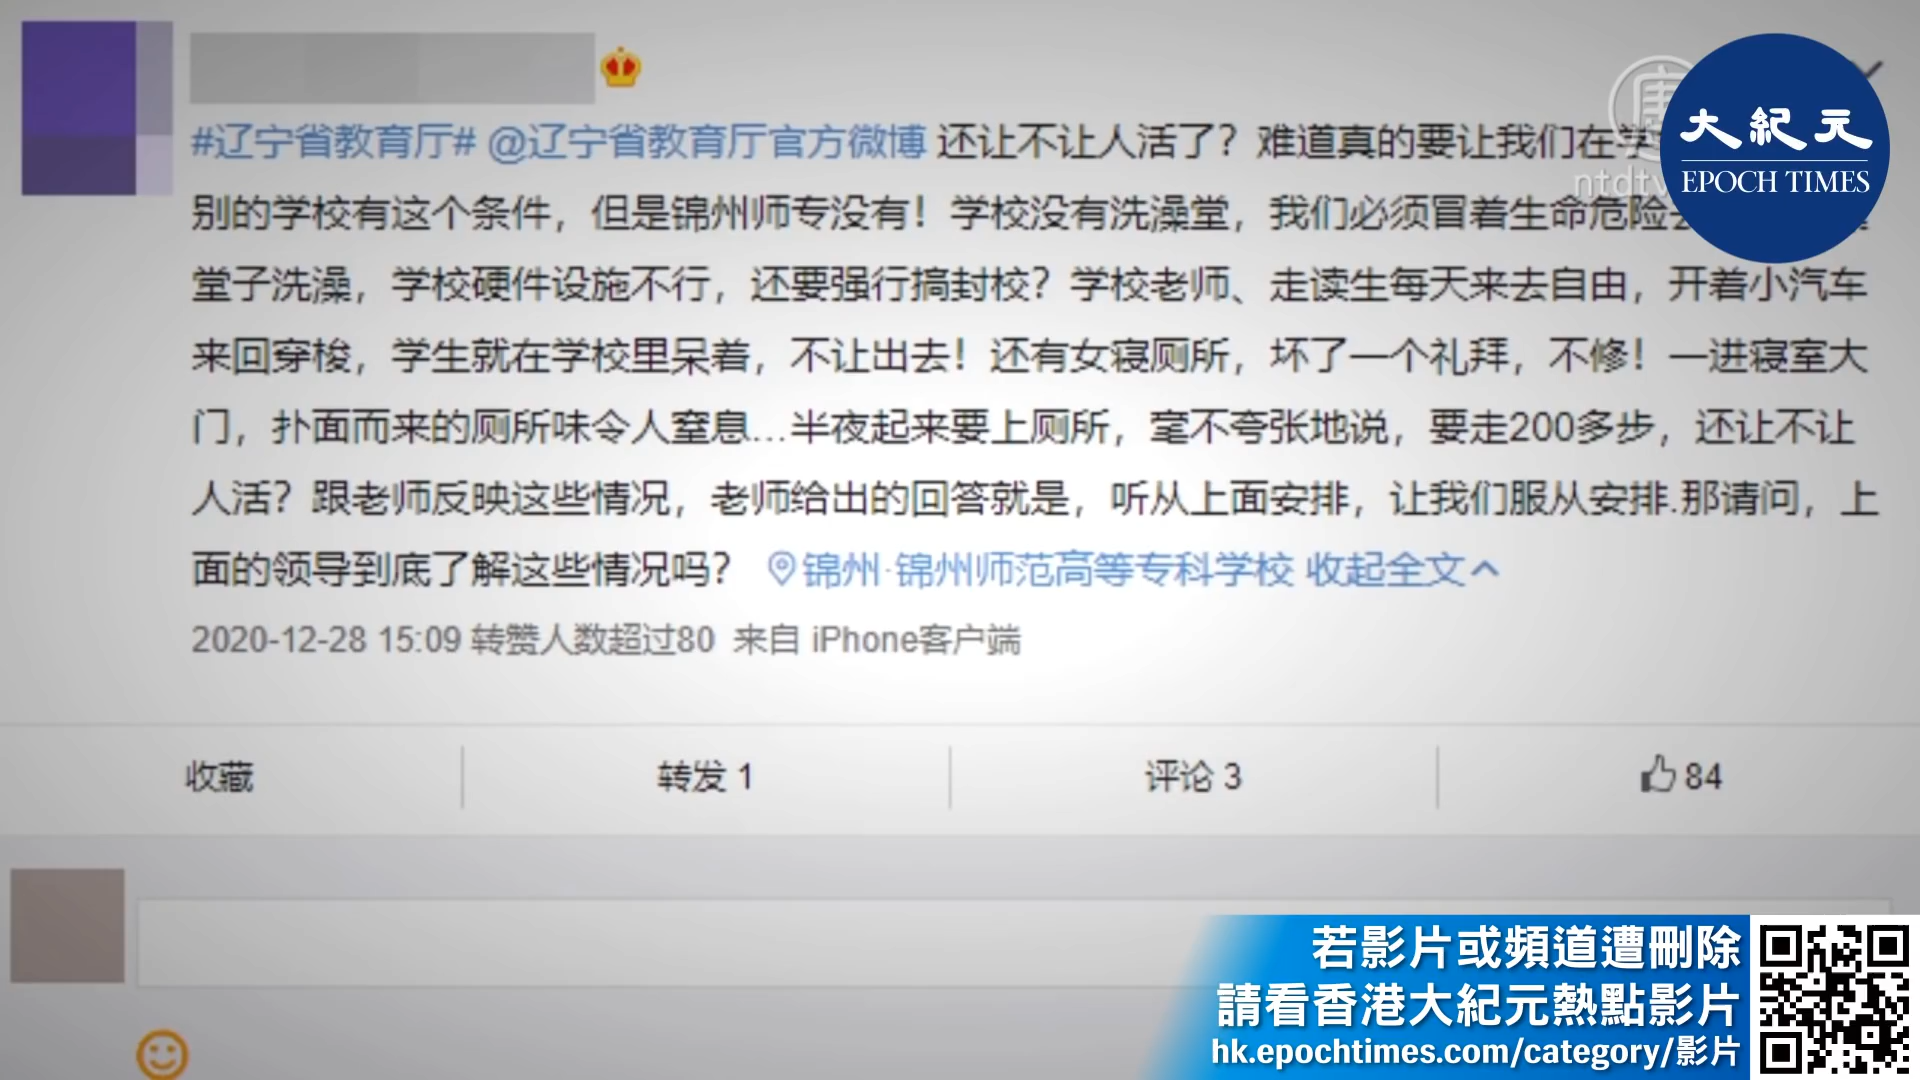 #辽宁省教育厅# @辽宁省教育厅官方微博 还让不让人活了？难道真的要让我们在学
别的学校有这个条件，但是锦州师专没有！学校没有洗澡堂，我们必须冒着生命危险
堂子洗澡，学校硬件设施不行，还要强行搞封校？学校老师、走读生每天来去自由，开着小汽车
来回穿梭，学生就在学校里呆着，不让出去！还有女寝厕所，坏了一个礼拜，不修！一进寝室大
门，扑面而来的厕所味令人窒息...半夜起来要上厕所，毫不夸张地说，要走200多步，还让不让
人活？跟老师反映这些情况，老师给出的回答就是，听从上面安排，让我们服从安排.那请问，上
面的领导到底了解这些情况吗？ 锦州·锦州师范高等专科学校 收起全文
2020-12-28 15:09 转赞人数超过80 来自 iPhone客户端
收藏 转发 1 评论 3 84
唐
ntdtv
大紀元
EPOCH TIMES
若影片或頻道遭刪除
請看香港大紀元熱點影片
hk.epochtimes.com/category/影片